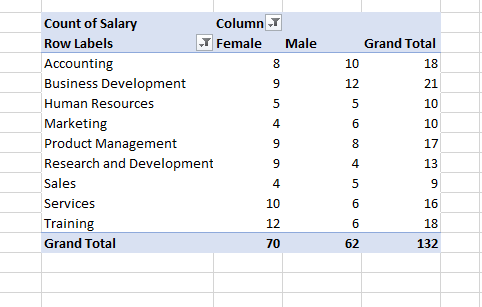 Count of Salary Column
Row Labels Female Male Grand Total
Accounting 8 10 18
Business Development 9 12 21
Human Resources 5 5 10
Marketing 4 6 10
Product Management 9 8 17
Research and Development 9 4 13
Sales 4 5 9
Services 10 6 16
Training 12 6 18
Grand Total 70 62 132